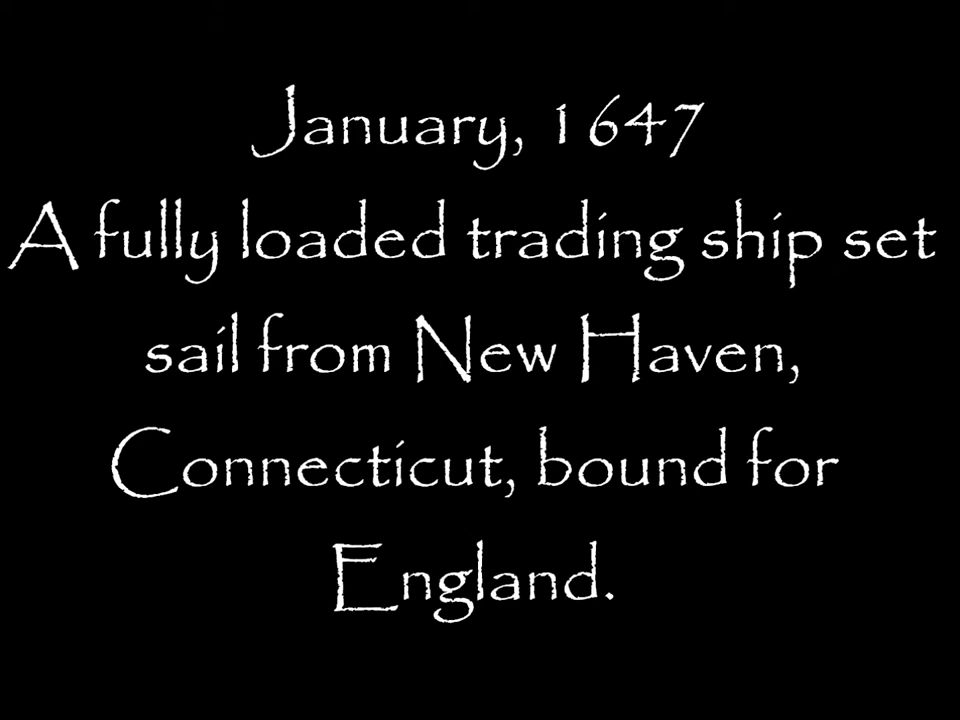 January, 1647
A fully loaded trading ship set
sail from New Haven,
Connecticut, bound for
England.